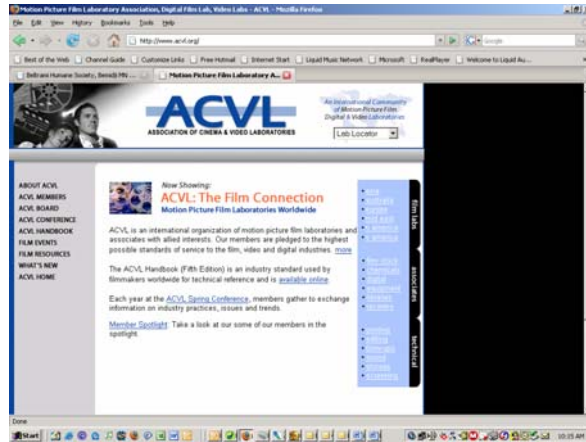 Motion Picture Film Laboratory Association, Digital Film Lab, Video Labs - ACVL - Mozilla Firefox
File Edit View History Bookmarks Tools Help
http://www.acvl.org/
Best of the Web Channel Guide Customize Links Free Hotmail Internet Start Liquid Music Network Microsoft RealPlayer Welcome to Liquid Au...
Beltrami Humane Society, Bemidji MN ...
Motion Picture Film Laboratory A...
ACVL
ASSOCIATION OF CINEMA & VIDEO LABORATORIES
An International Community
of Motion Picture Film
Digital & Video Laboratories
Lab Locator
ABOUT ACVL
ACVL MEMBERS
ACVL BOARD
ACVL CONFERENCE
ACVL HANDBOOK
FILM EVENTS
FILM RESOURCES
WHAT'S NEW
ACVL HOME
Now Showing:
ACVL: The Film Connection
Motion Picture Film Laboratories Worldwide
ACVL is an international organization of motion picture film laboratories and
associates with allied interests. Our members are pledged to the highest
possible standards of service to the film, video and digital industries. more
The ACVL Handbook (Fifth Edition) is an industry standard used by
filmmakers worldwide for technical reference and is available online.
Each year at the ACVL Spring Conference, members gather to exchange
information on industry practices, issues and trends.
Member Spotlight: Take a look at our some of our members in the
spotlight.
film labs
associates
technical
Done
Start
10:15 AM